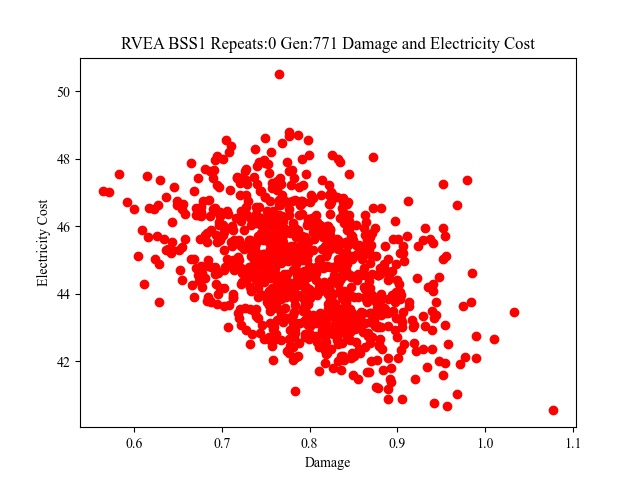 RVEA BSS1 Repeats:0 Gen:771 Damage and Electricity Cost
50
48
46
44
42
Electricity Cost
0.6 0.7 0.8 0.9 1.0 1.1
Damage